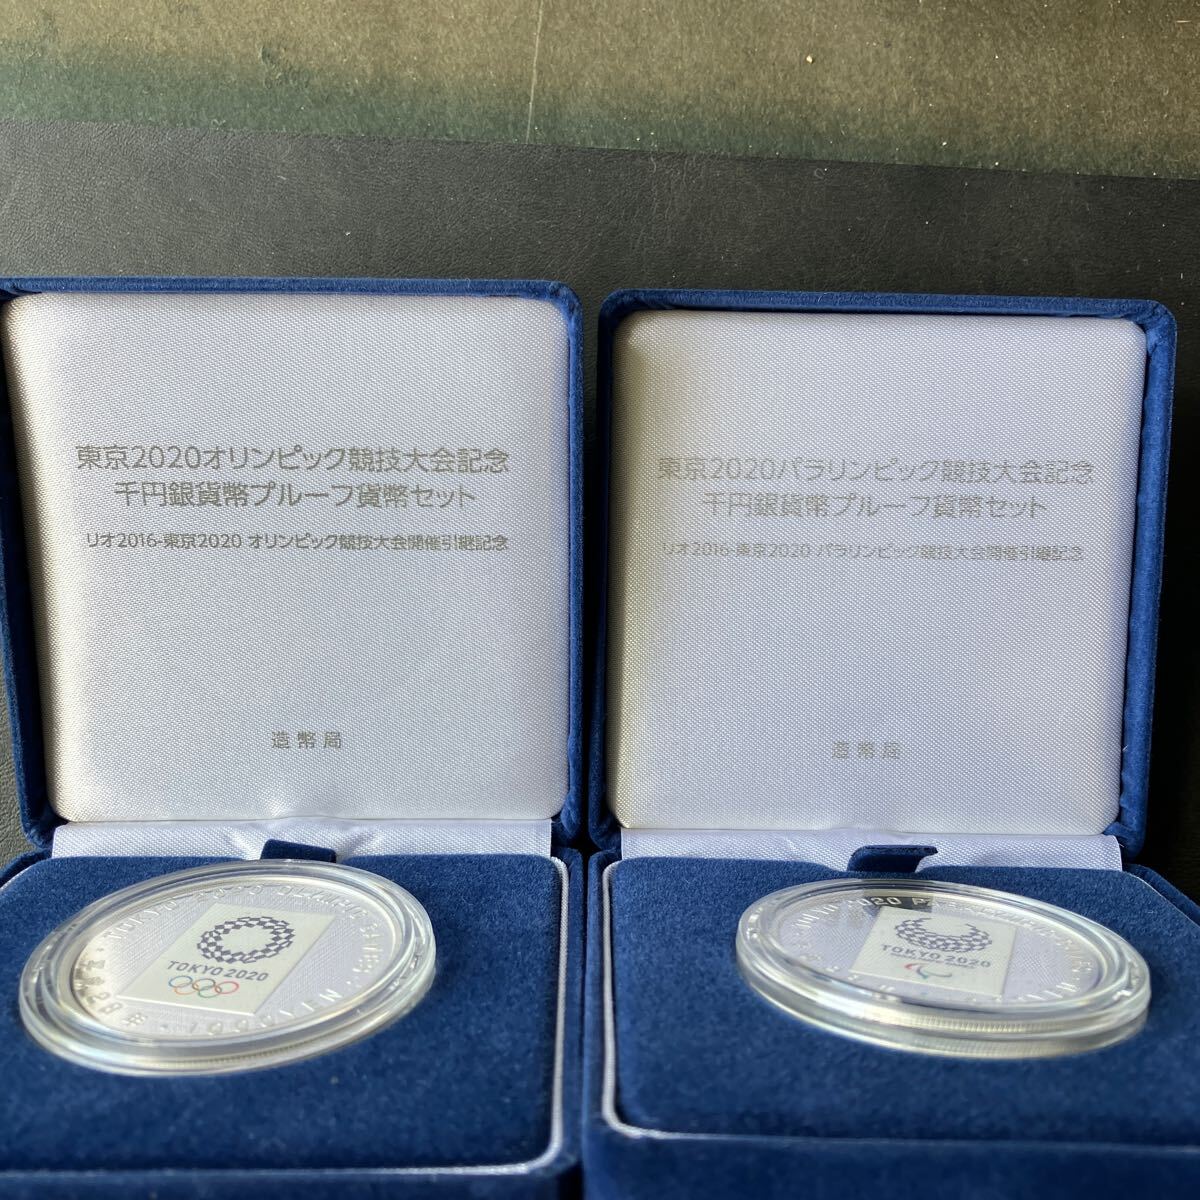 東京2020オリンピック競技大会記念
千円銀貨幣プルーフ貨幣セット
リオ2016-東京2020 オリンピック競技大会開催引継記念
造幣局
東京2020パラリンピック競技大会記念
千円銀貨幣プルーフ貨幣セット
リオ2016-東京2020 パラリンピック競技大会開催引継記念
造幣局
TOKYO 2020
TOKYO 2020